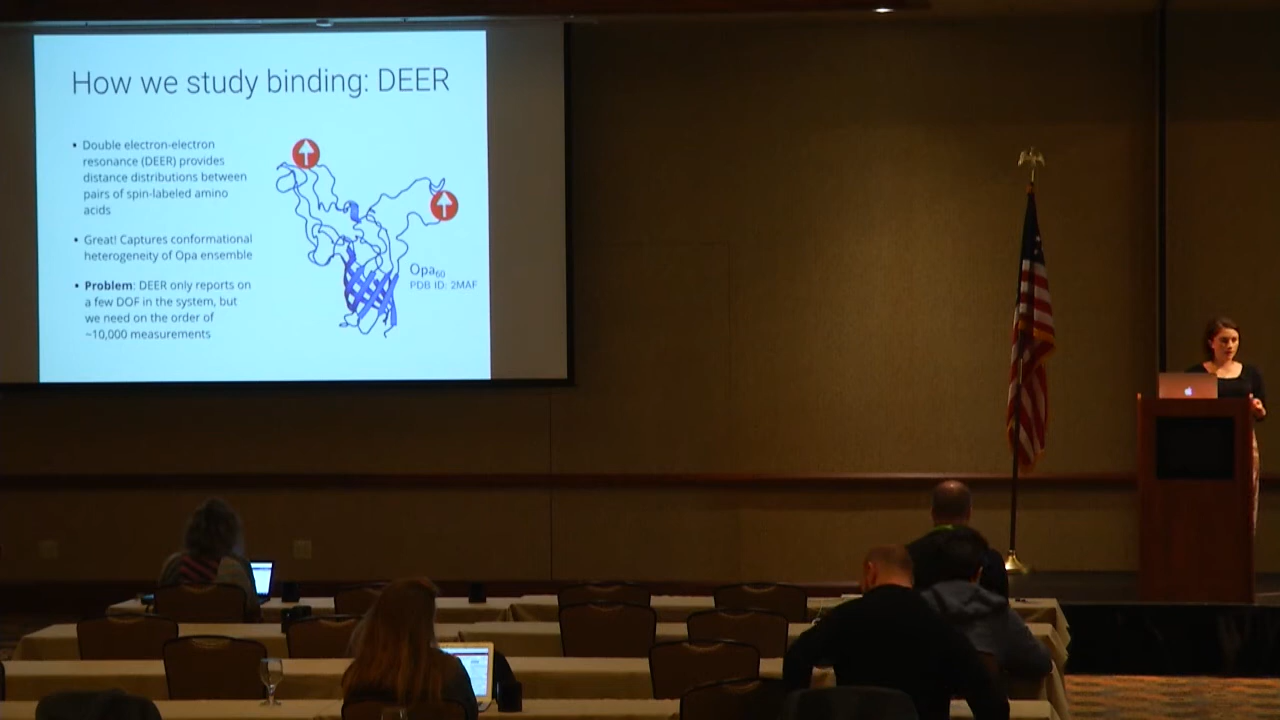 How we study binding: DEER
• Double electron-electron
resonance (DEER) provides
distance distributions between
pairs of spin-labeled amino
acids
• Great! Captures conformational
heterogeneity of Opa ensemble
• Problem: DEER only reports on
a few DOF in the system, but
we need on the order of
~10,000 measurements
Opa60
PDB ID: 2MAF